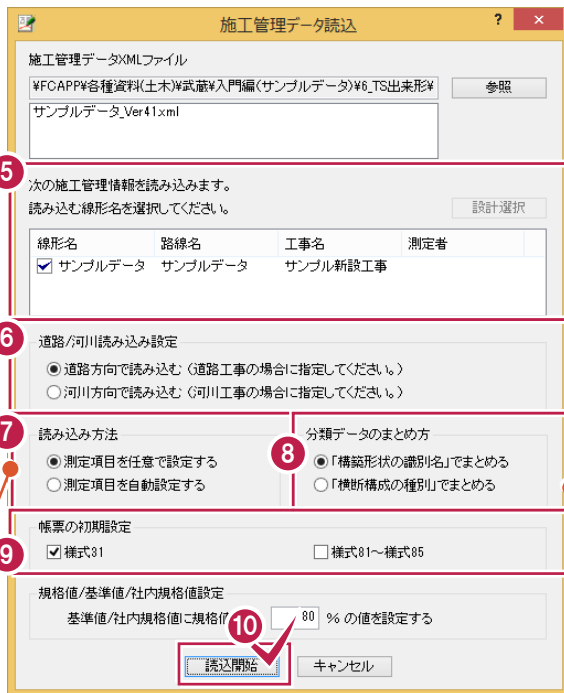 施工管理データ読込 ? ×
施工管理データXMLファイル
¥FCAPP¥各種資料(土木)¥武蔵¥入門編(サンプルデータ)¥6_TS出来形¥ 参照
サンプルデータ_Ver41.xml
5
次の施工管理情報を読み込みます。
読み込む線形名を選択してください。 設計選択
線形名 路線名 工事名 測定者
サンプルデータ サンプルデータ サンプル新設工事
6
道路/河川読み込み設定
道路方向で読み込む(道路工事の場合に指定してください。)
河川方向で読み込む(河川工事の場合に指定してください。)
7 読み込み方法
測定項目を任意で設定する
測定項目を自動設定する
8 分類データのまとめ方
「構築形状の識別名」でまとめる
「横断構成の種別」でまとめる
9
帳票の初期設定
様式31 様式81~様式85
規格値/基準値/社内規格値設定
基準値/社内規格値に規格値 80 % の値を設定する
10
読込開始 キャンセル